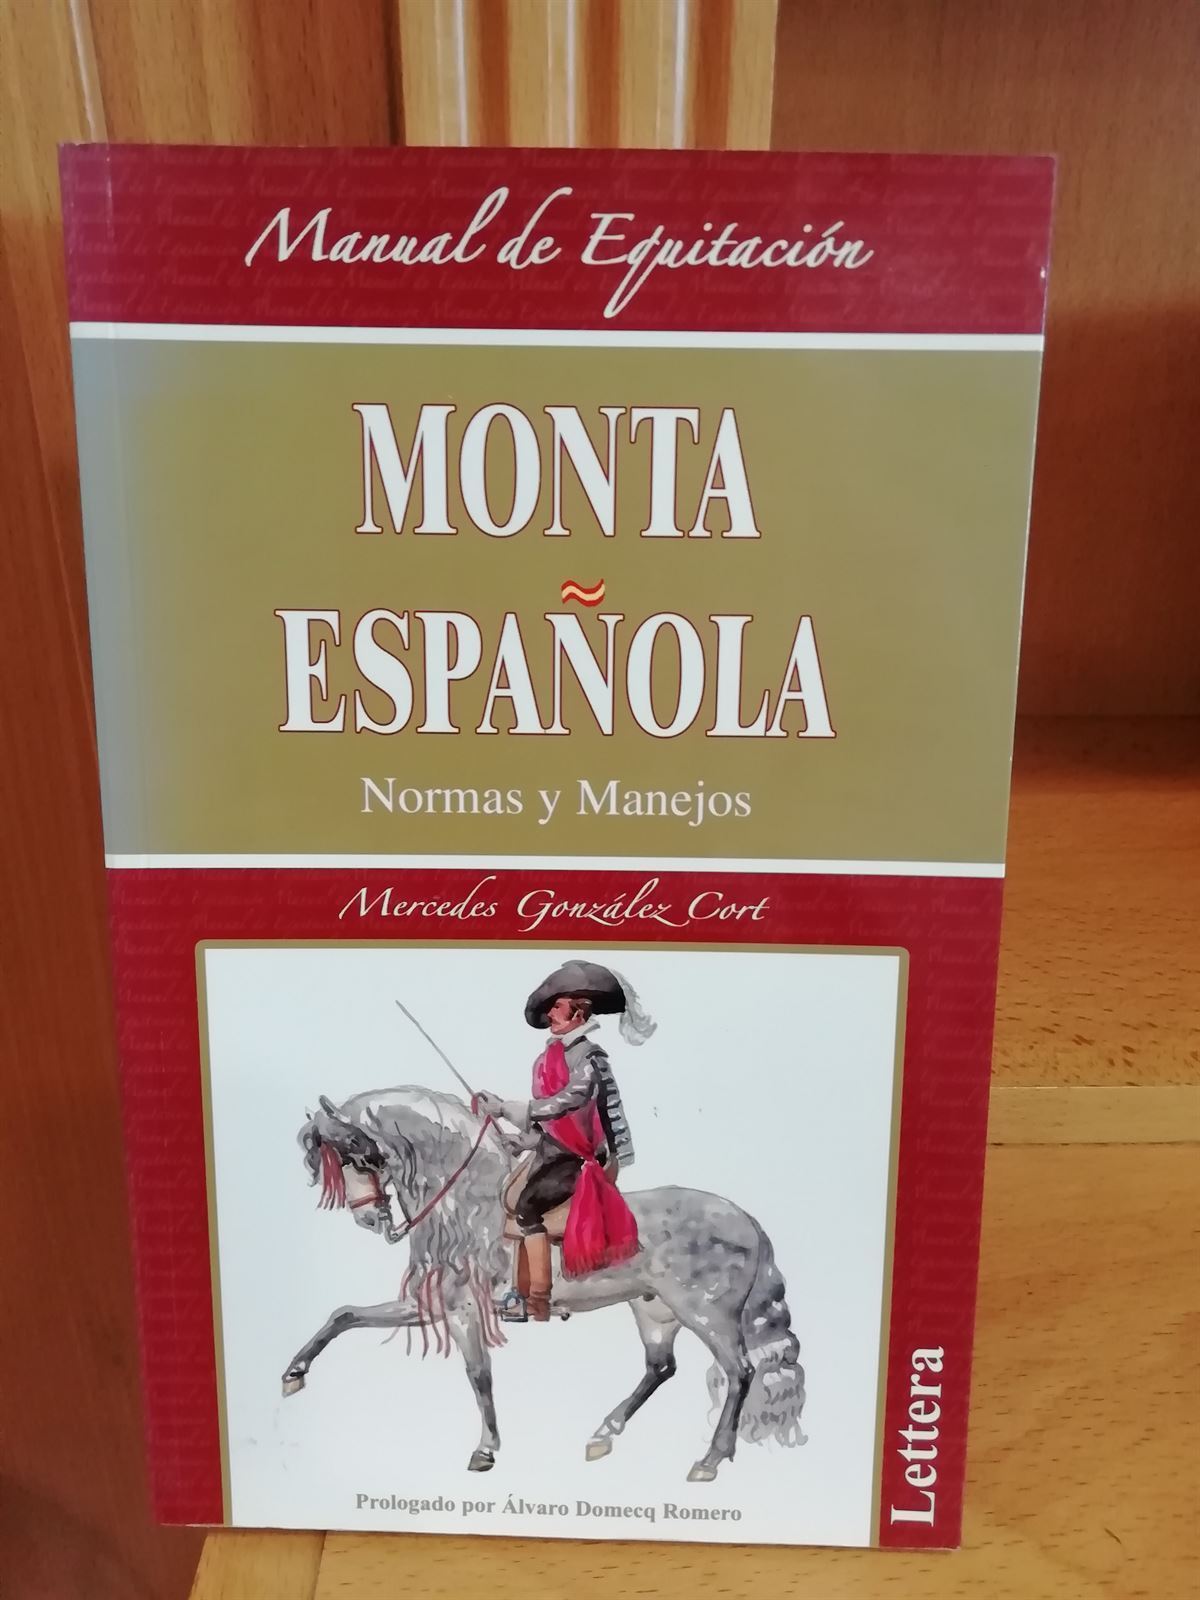 Manual de Equitación
MONTA
ESPAÑOLA
Normas y Manejos
Mercedes González Cort
Prologado por Álvaro Domecq Romero
Lettera